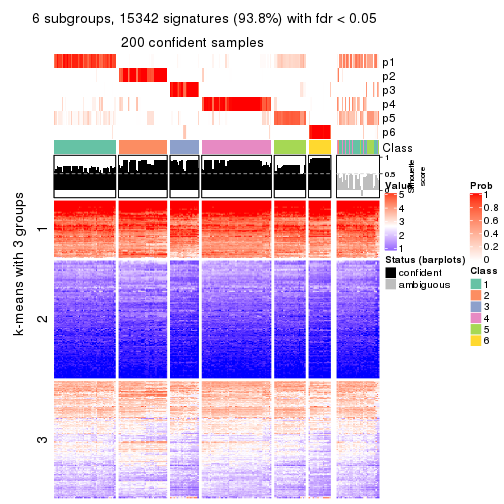 6 subgroups, 15342 signatures (93.8%) with fdr < 0.05
200 confident samples
p1
p2
p3
p4
p5
p6
Class
1
0.5
0
Silhouette
score
k-means with 3 groups
1
2
3
Value
5
4
3
2
1
Status (barplots)
confident
ambiguous
Prob
1
0.8
0.6
0.4
0.2
0
Class
1
2
3
4
5
6